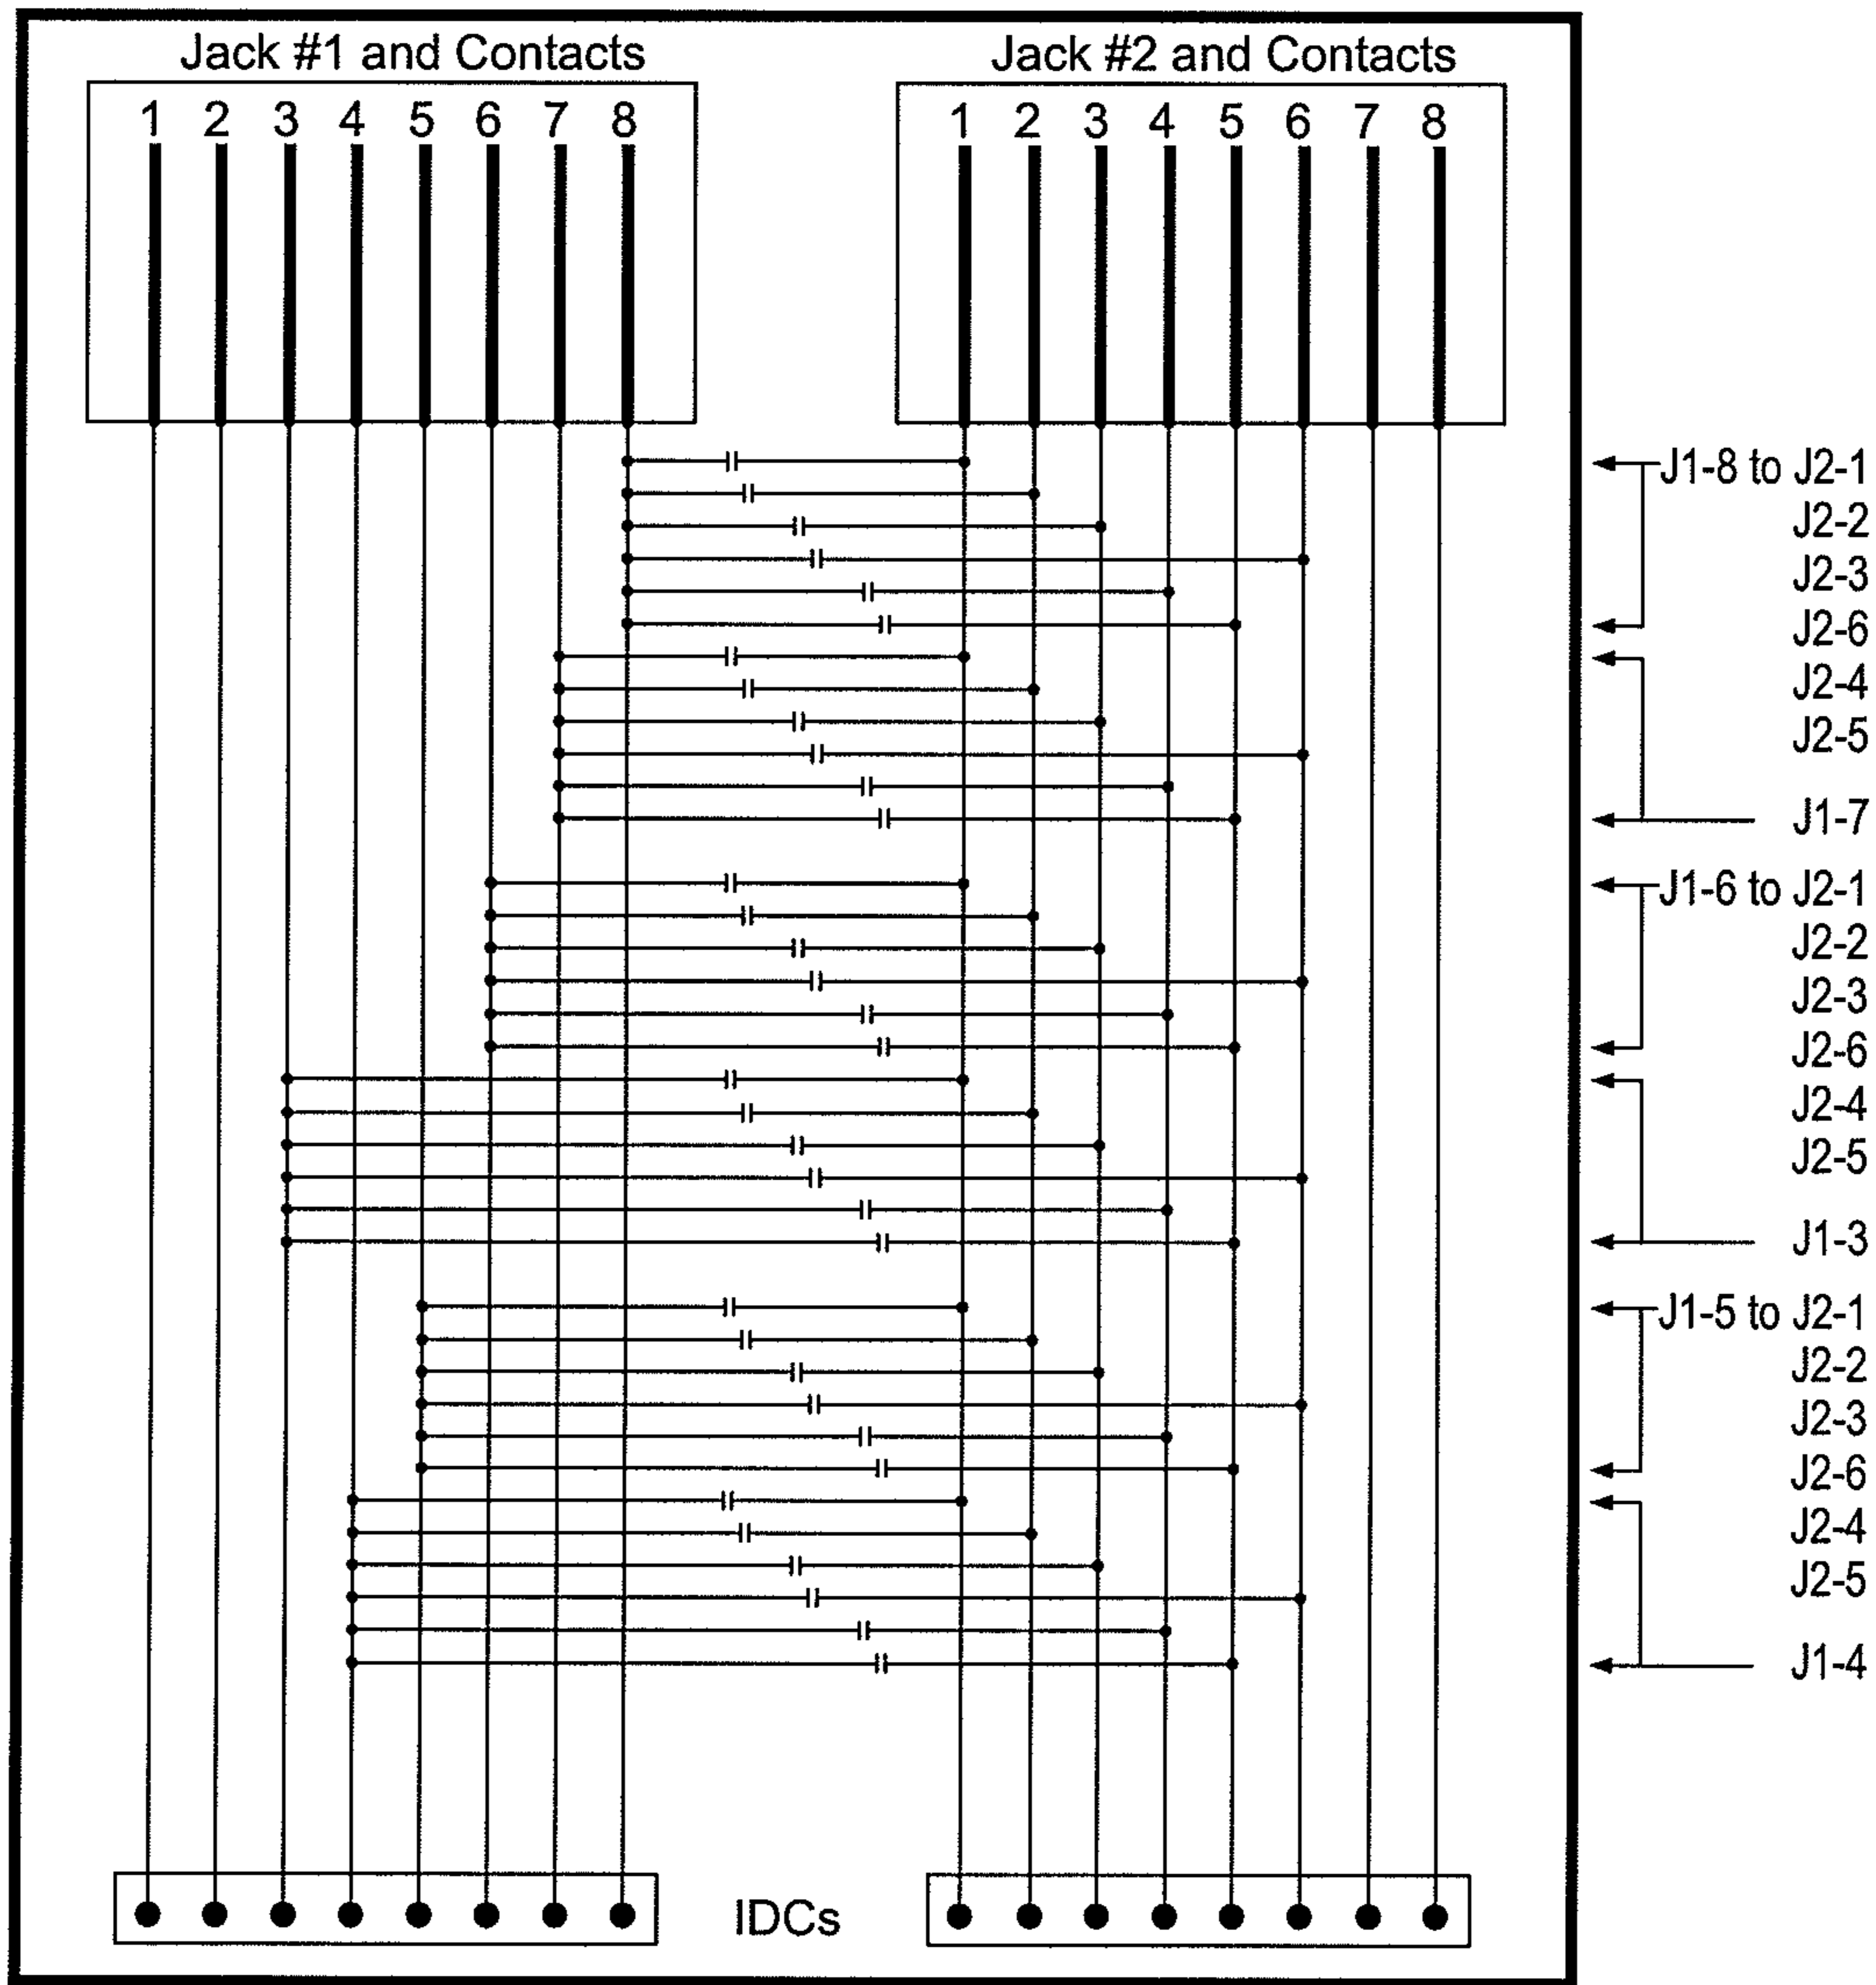 Jack #1 and Contacts
Jack #2 and Contacts
1 2 3 4 5 6 7 8
1 2 3 4 5 6 7 8
J1-8 to J2-1
J2-2
J2-3
J2-6
J2-4
J2-5
J1-7
J1-6 to J2-1
J2-2
J2-3
J2-6
J2-4
J2-5
J1-3
J1-5 to J2-1
J2-2
J2-3
J2-6
J2-4
J2-5
J1-4
IDCs